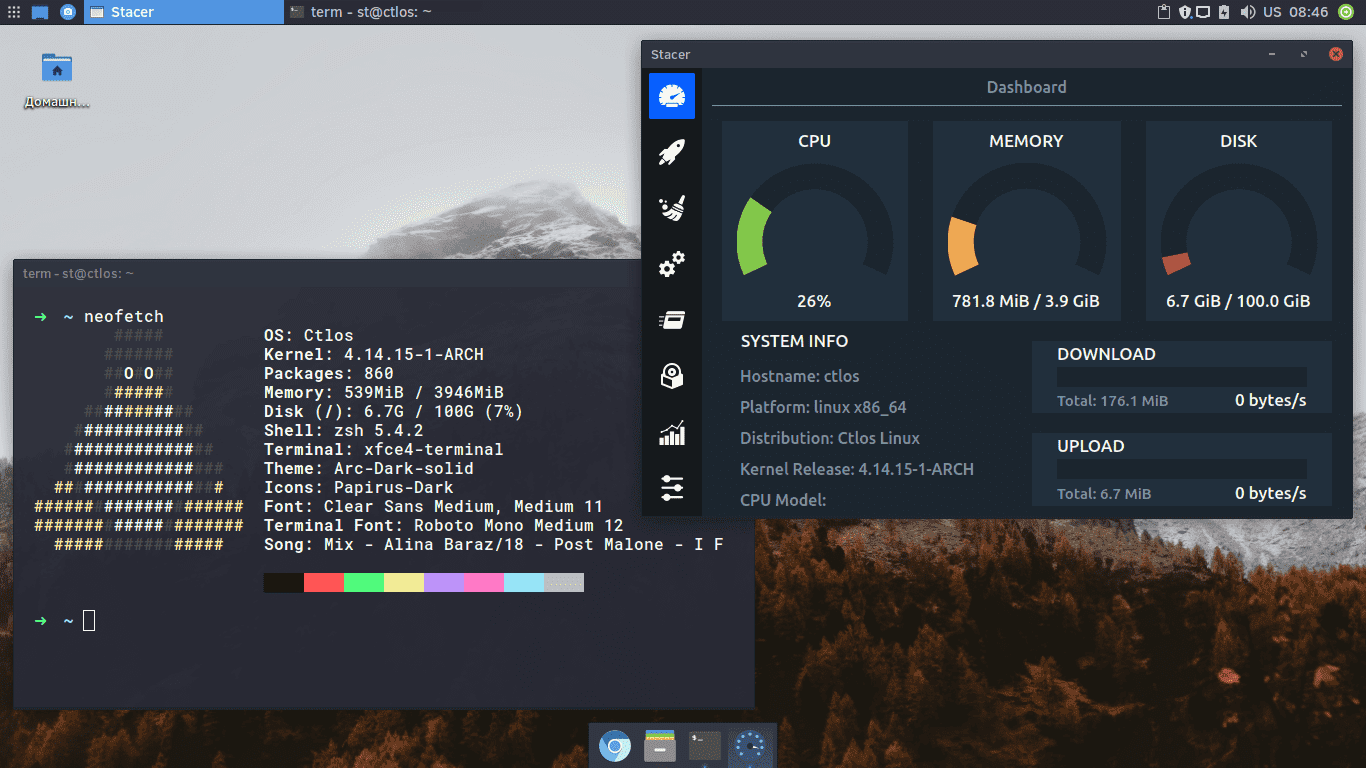 Stacer
term - st@ctlos: ~
US 08:46
Домашн...
Stacer
Dashboard
CPU
26%
MEMORY
781.8 MiB / 3.9 GiB
DISK
6.7 GiB / 100.0 GiB
SYSTEM INFO
Hostname: ctlos
Platform: linux x86_64
Distribution: Ctlos Linux
Kernel Release: 4.14.15-1-ARCH
CPU Model:
DOWNLOAD
Total: 176.1 MiB 0 bytes/s
UPLOAD
Total: 6.7 MiB 0 bytes/s
term - st@ctlos: ~
➜ ~ neofetch
OS: Ctlos
Kernel: 4.14.15-1-ARCH
Packages: 860
Memory: 539MiB / 3946MiB
Disk (/): 6.7G / 100G (7%)
Shell: zsh 5.4.2
Terminal: xfce4-terminal
Theme: Arc-Dark-solid
Icons: Papirus-Dark
Font: Clear Sans Medium, Medium 11
Terminal Font: Roboto Mono Medium 12
Song: Mix - Alina Baraz/18 - Post Malone - I F
➜ ~